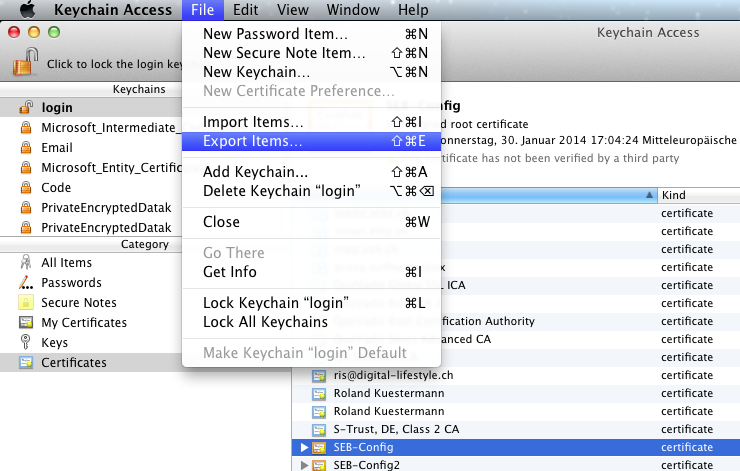 Keychain Access File Edit View Window Help
Keychain Access
Click to lock the login key
Keychains
login
Microsoft_Intermediate_
Email
Microsoft_Entity_Certific
Code
PrivateEncryptedDatak
PrivateEncryptedDatak
Category
All Items
Passwords
Secure Notes
My Certificates
Keys
Certificates
New Password Item… ⌘N
New Secure Note Item… ⇧⌘N
New Keychain… ⌥⌘N
New Certificate Preference…
Import Items… ⇧⌘I
Export Items… ⇧⌘E
Add Keychain... ⇧⌘A
Delete Keychain “login” ⌥⌘⌫
Close ⌘W
Go There
Get Info ⌘I
Lock Keychain “login” ⌘L
Lock All Keychains
Make Keychain “login” Default
SEB-Config
d root certificate
onnerstag, 30. Januar 2014 17:04:24 Mitteleuropäische
rtificate has not been verified by a third party
Kind
certificate
certificate
certificate
certificate
ICA certificate
certificate
ification Authority certificate
Advanced CA certificate
certificate
ris@digital-lifestyle.ch certificate
Roland Kuestermann certificate
Roland Kuestermann certificate
S-Trust, DE, Class 2 CA certificate
SEB-Config certificate
SEB-Config2 certificate